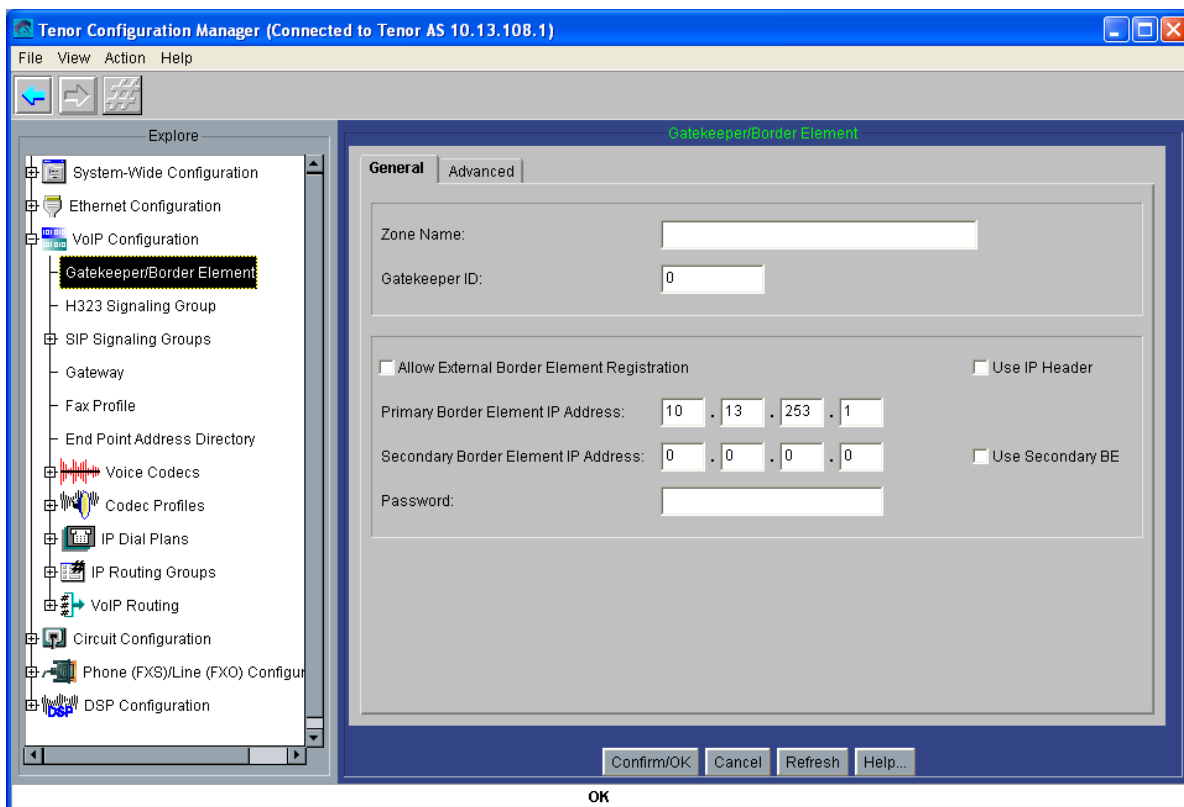 Tenor Configuration Manager (Connected to Tenor AS 10.13.108.1)
File View Action Help
Explore
System-Wide Configuration
Ethernet Configuration
VoIP Configuration
Gatekeeper/Border Element
H323 Signaling Group
SIP Signaling Groups
Gateway
Fax Profile
End Point Address Directory
Voice Codecs
Codec Profiles
IP Dial Plans
IP Routing Groups
VoIP Routing
Circuit Configuration
Phone (FXS)/Line (FXO) Configur
DSP DSP Configuration
Gatekeeper/Border Element
General Advanced
Zone Name:
Gatekeeper ID: 0
Allow External Border Element Registration Use IP Header
Primary Border Element IP Address: 10 . 13 . 253 . 1
Secondary Border Element IP Address: 0 . 0 . 0 . 0 Use Secondary BE
Password:
Confirm/OK Cancel Refresh Help...
OK